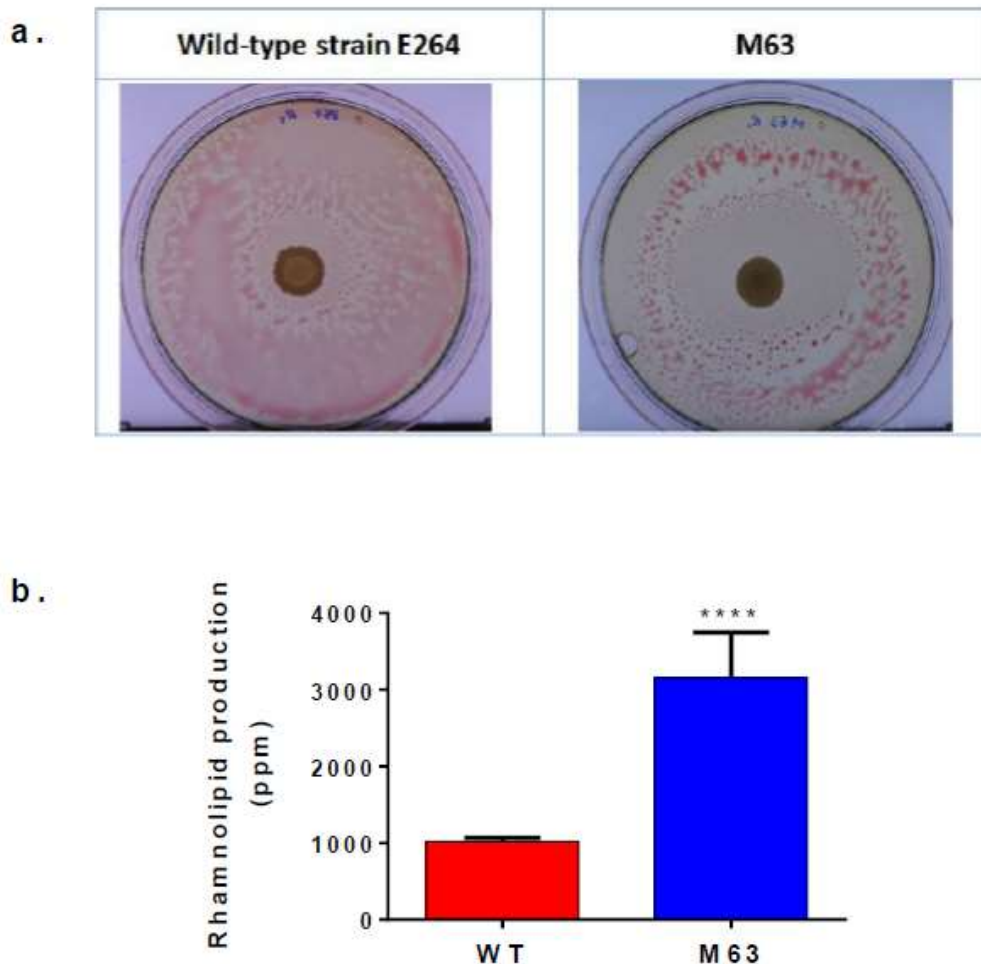 a.
Wild-type strain E264
M63
b.
Rhamnolipid production
(ppm)
4000
3000
2000
1000
0
****
WT
M63